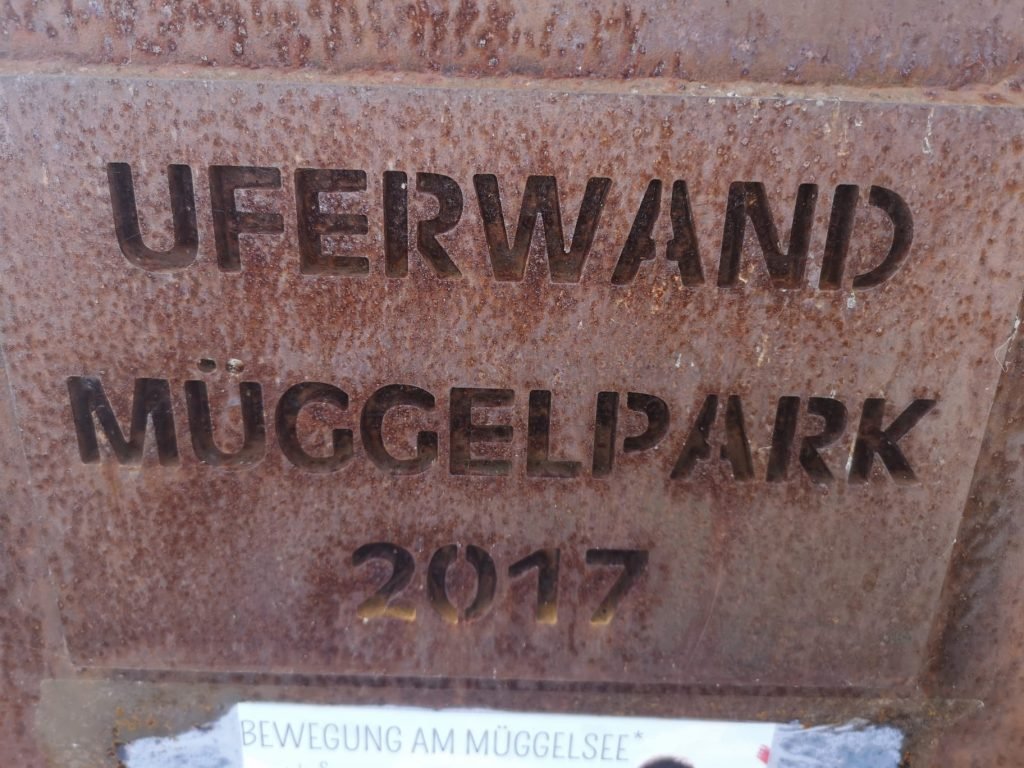 UFERWAND
MÜGGELPARK
2017
BEWEGUNG AM MÜGGELSEE*